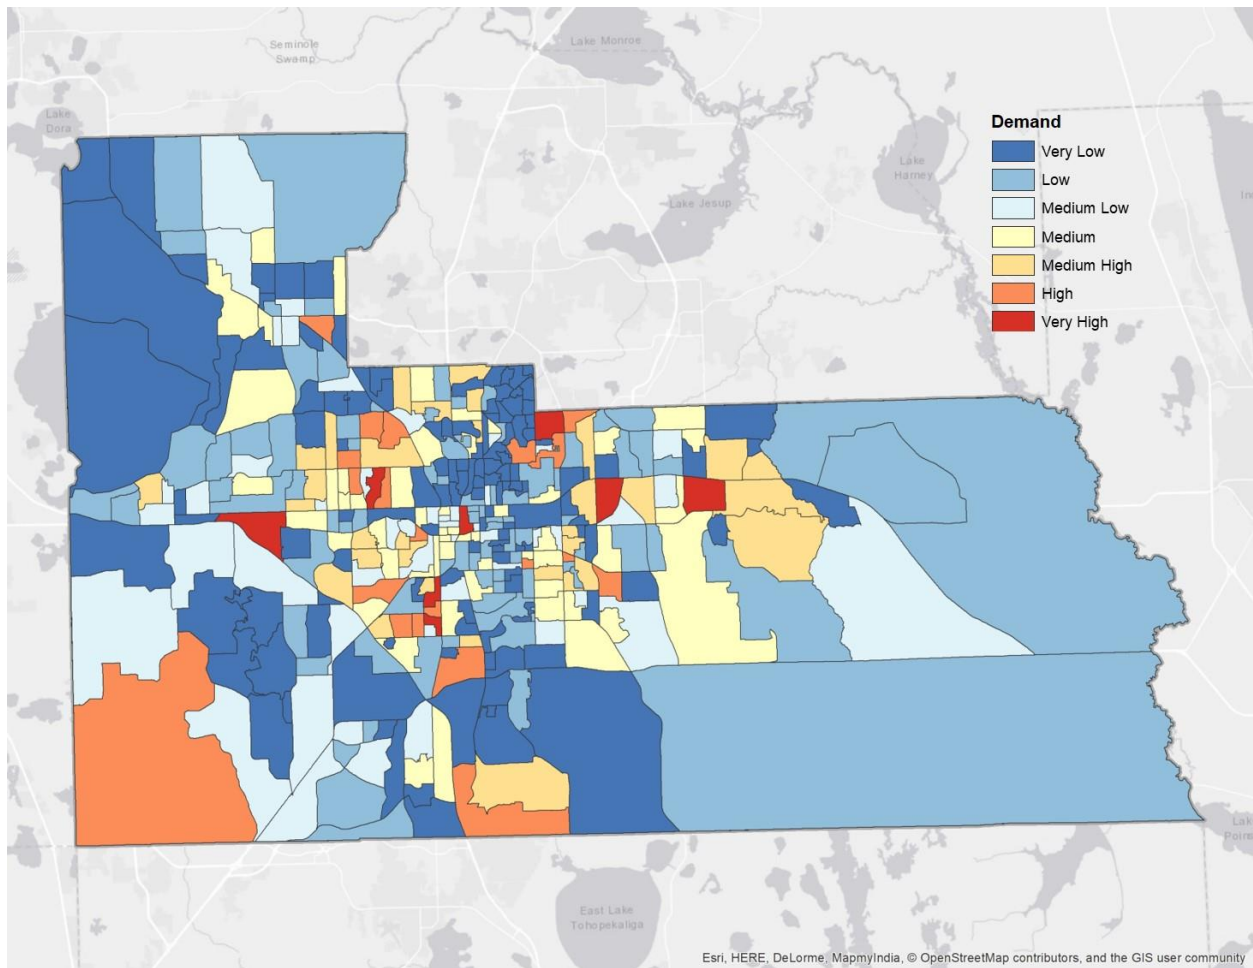 Seminole
Swamp
Lake Monroe
Lake
Dora
Demand
Very Low
Low
Medium Low
Medium
Medium High
High
Very High
Lake
Harney
Lake Jesup
East Lake
Tohopekaliga
Esri, HERE, DeLorme, MapmyIndia, © OpenStreetMap contributors, and the GIS user community